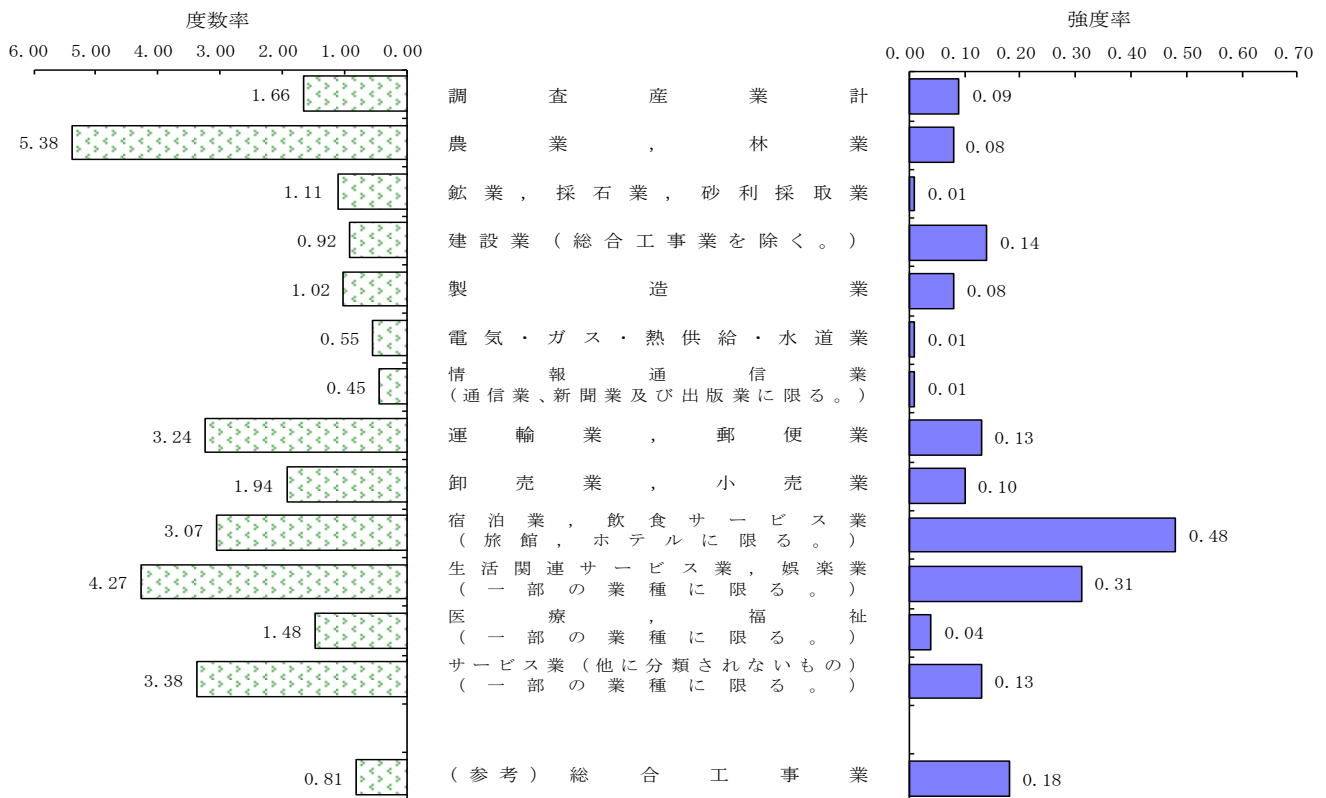 度数率 強度率
6.00 5.00 4.00 3.00 2.00 1.00 0.00 0.00 0.10 0.20 0.30 0.40 0.50 0.60 0.70
1.66 調査産業計 0.09
5.38 農業，林業 0.08
1.11 鉱業，採石業，砂利採取業 0.01
0.92 建設業（総合工事業を除く。） 0.14
1.02 製造業 0.08
0.55 電気・ガス・熱供給・水道業 0.01
0.45 情報通信業 0.01
（通信業、新聞業及び出版業に限る。）
3.24 運輸業，郵便業 0.13
1.94 卸売業，小売業 0.10
3.07 宿泊業，飲食サービス業 0.48
（旅館，ホテルに限る。）
4.27 生活関連サービス業，娯楽業 0.31
（一部の業種に限る。）
1.48 医療，福祉 0.04
（一部の業種に限る。）
3.38 サービス業（他に分類されないもの） 0.13
（一部の業種に限る。）
0.81 （参考）総合工事業 0.18